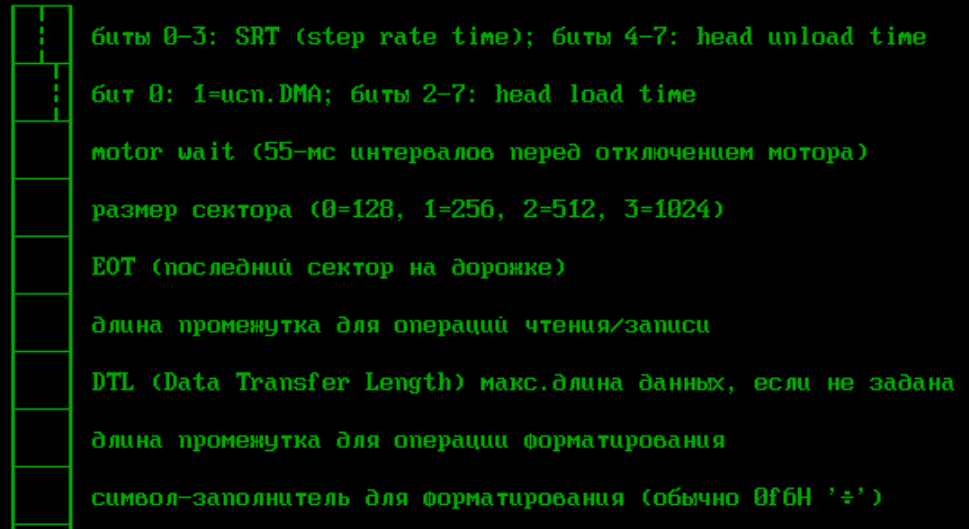 биты 0-3: SRT (step rate time); биты 4-7: head unload time
бит 0: 1=исп.DMA; биты 2-7: head load time
motor wait (55-мс интервалов перед отключением мотора)
размер сектора (0=128, 1=256, 2=512, 3=1024)
EOT (последний сектор на дорожке)
длина промежутка для операций чтения/записи
DTL (Data Transfer Length) макс.длина данных, если не задана
длина промежутка для операции форматирования
символ-заполнитель для форматирования (обычно 0f6H '÷')